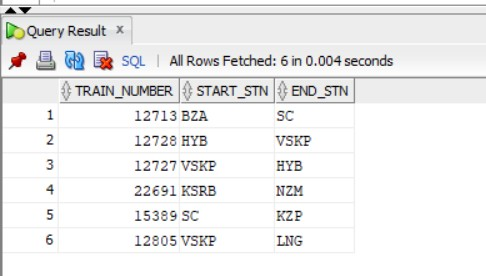 Query Result x
SQL | All Rows Fetched: 6 in 0.004 seconds
TRAIN_NUMBER START_STN END_STN
1 12713 BZA SC
2 12728 HYB VSKP
3 12727 VSKP HYB
4 22691 KSRB NZM
5 15389 SC KZP
6 12805 VSKP LNG